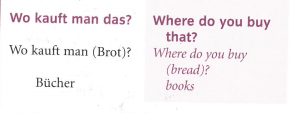 Wo kauft man das?
Wo kauft man (Brot)?
Bücher
Where do you buy
that?
Where do you buy
(bread)?
books